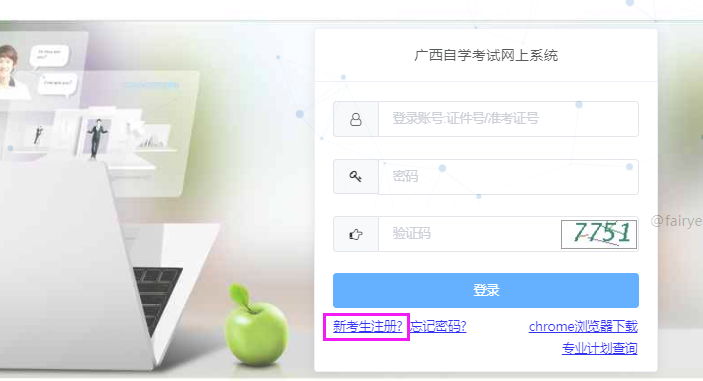 广西自学考试网上系统
登录账号:证件号/准考证号
密码
验证码
7751
@fairye
登录
新考生注册? 忘记密码? chrome浏览器下载
专业计划查询